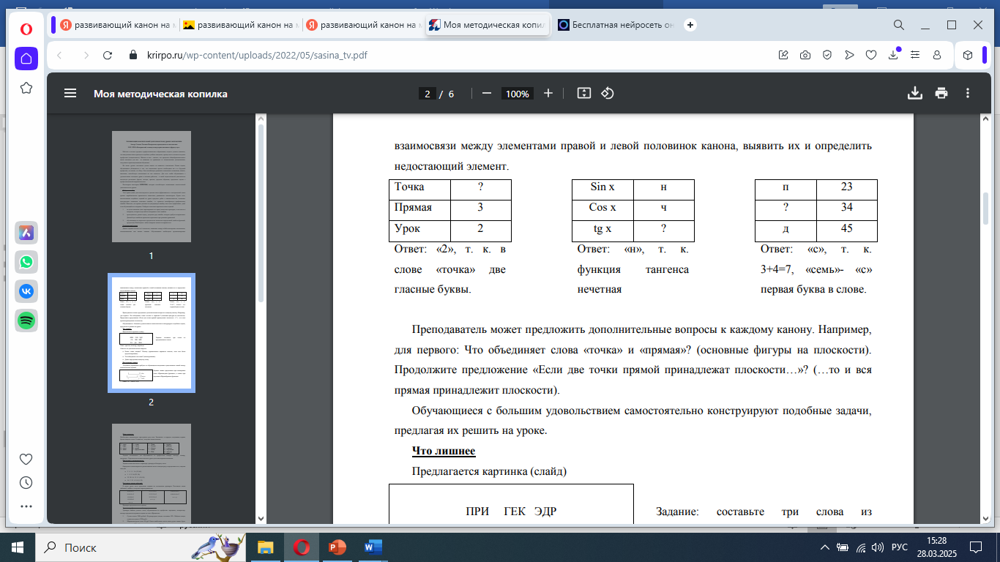 развивающий канон на м
развивающий канон на м
развивающий канон на м
Моя методическая копил
Бесплатная нейросеть он
krirpo.ru/wp-content/uploads/2022/05/sasina_tv.pdf
Моя методическая копилка
2 / 6
100%
1
2
взаимосвязи между элементами правой и левой половинок канона, выявить их и определить
недостающий элемент.
Точка ?
Прямая 3
Урок 2
Sin x н
Cos x ч
tg x ?
п 23
? 34
д 45
Ответ: «2», т. к. в
слове «точка» две
гласные буквы.
Ответ: «н», т. к.
функция тангенса
нечетная
Ответ: «с», т. к.
3+4=7, «семь»- «с»
первая буква в слове.
Преподаватель может предложить дополнительные вопросы к каждому канону. Например,
для первого: Что объединяет слова «точка» и «прямая»? (основные фигуры на плоскости).
Продолжите предложение «Если две точки прямой принадлежат плоскости…»? (…то и вся
прямая принадлежит плоскости).
Обучающиеся с большим удовольствием самостоятельно конструируют подобные задачи,
предлагая их решить на уроке.
Что лишнее
Предлагается картинка (слайд)
ПРИ ГЕК ЭДР
Задание: составьте три слова из
Поиск
РУС
15:28
28.03.2025